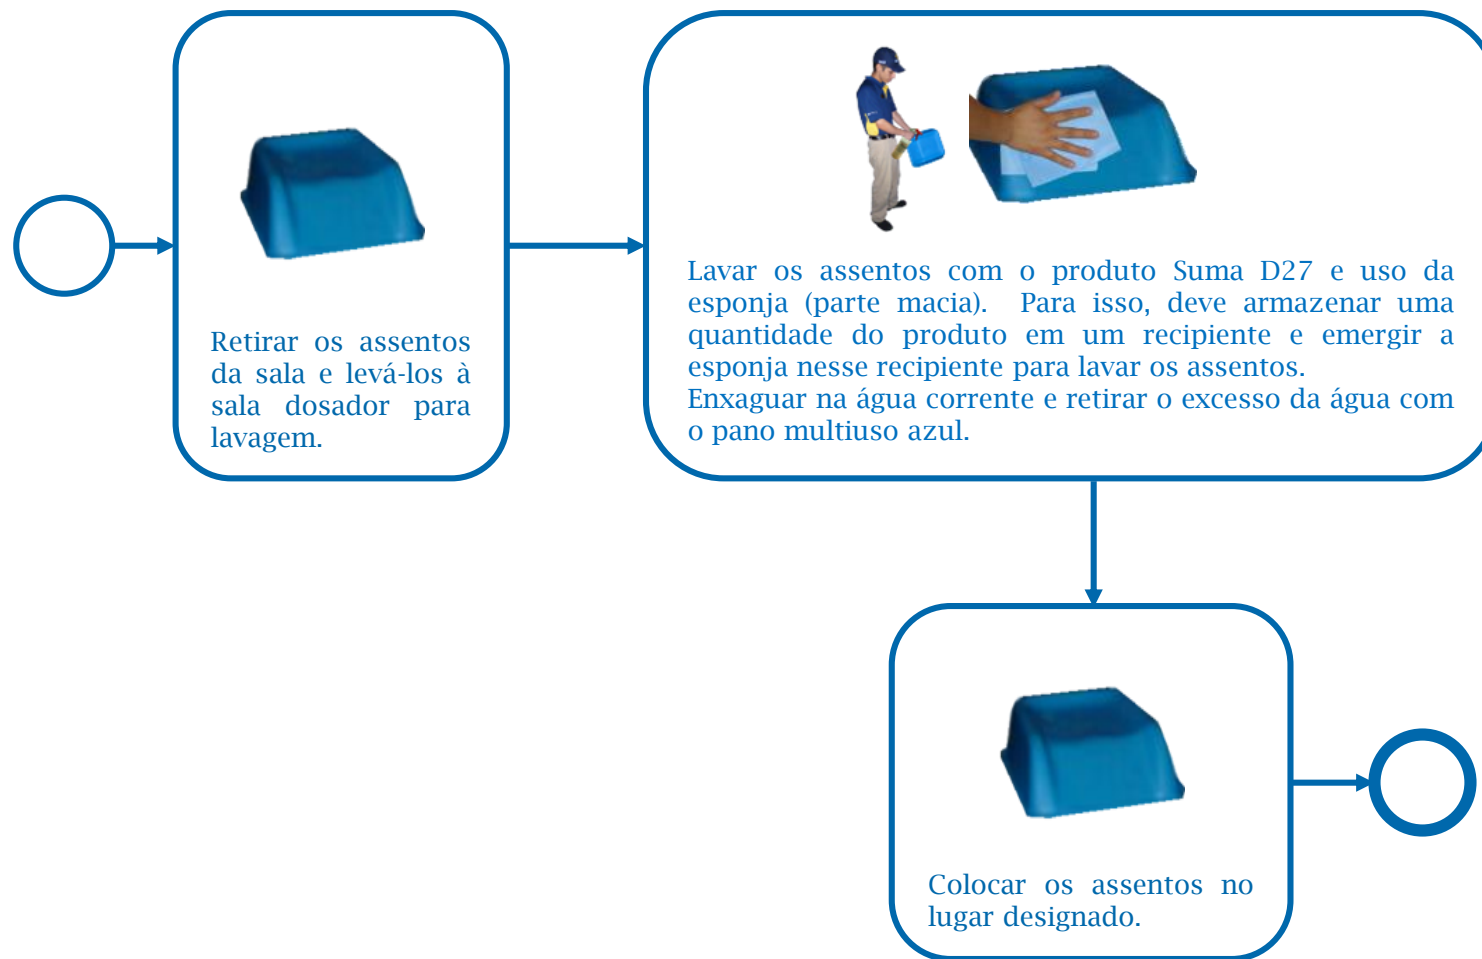 Retirar os assentos
da sala e levá-los à
sala dosador para
lavagem.
Lavar os assentos com o produto Suma D27 e uso da
esponja (parte macia). Para isso, deve armazenar uma
quantidade do produto em um recipiente e emergir a
esponja nesse recipiente para lavar os assentos.
Enxaguar na água corrente e retirar o excesso da água com
o pano multiuso azul.
Colocar os assentos no
lugar designado.